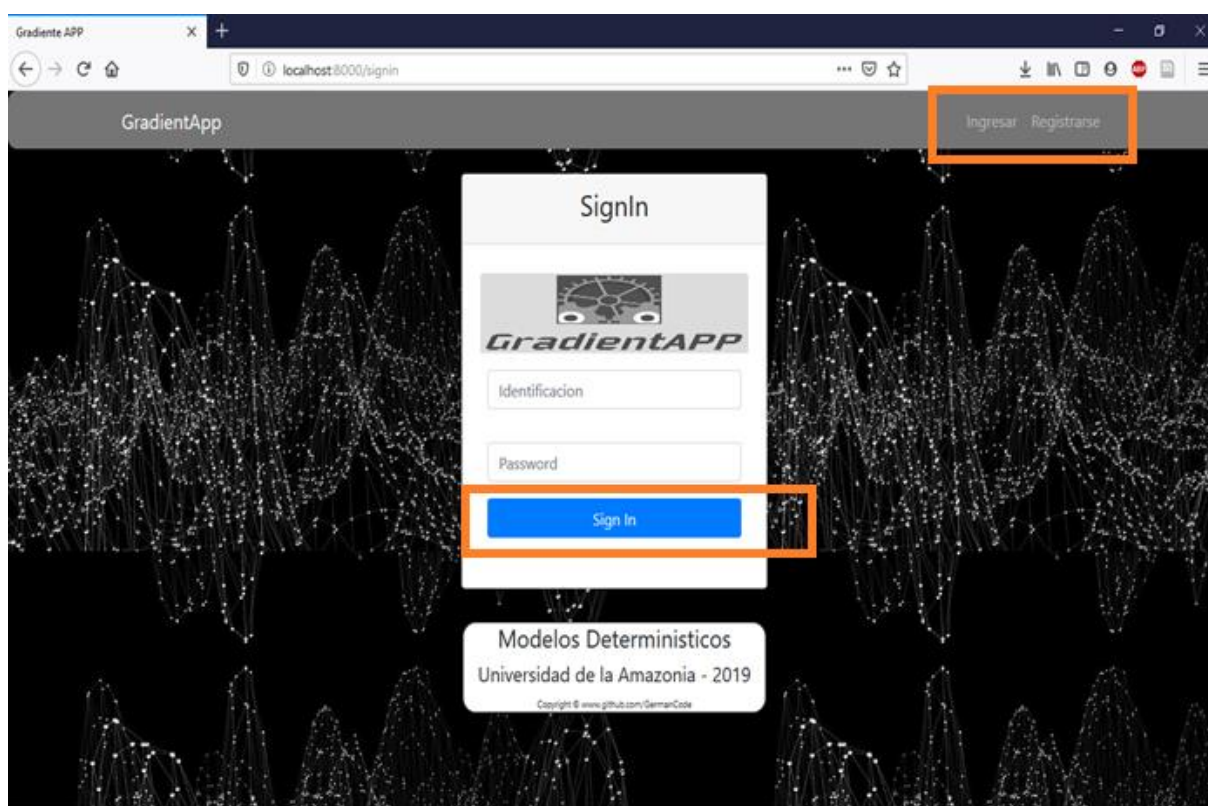 Gradiente APP
localhost:8000/signin
GradientApp
Ingresar Registrarse
SignIn
GradientAPP
Identificacion
Password
Sign In
Modelos Deterministicos
Universidad de la Amazonia - 2019
Copyright © www.github.com/GermanCode